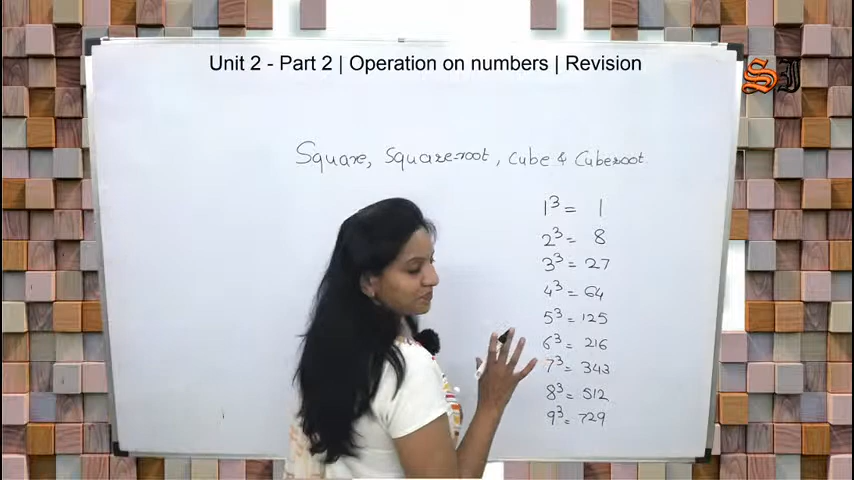 Unit 2 - Part 2 | Operation on numbers | Revision
SJ
Square, Square-root, Cube & Cuberoot
1³ = 1
2³ = 8
3³ = 27
4³ = 64
5³ = 125
6³ = 216
7³ = 343
8³ = 512
9³ = 729